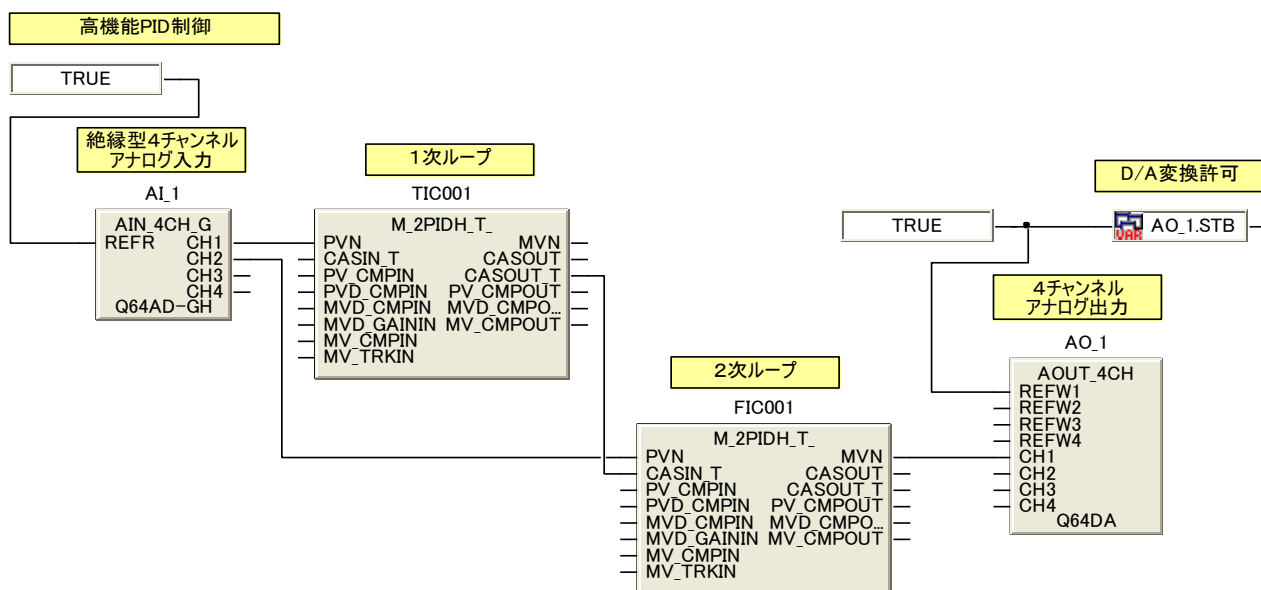 高機能PID制御
TRUE
絶縁型4チャンネル
アナログ入力
AI_1
AIN_4CH_G
REFR CH1
CH2
CH3
CH4
Q64AD-GH
1次ループ
TIC001
M_2PIDH_T_
PVN MVN
CASIN_T CASOUT
PV_CMPIN CASOUT_T
PVD_CMPIN PV_CMPOUT
MVD_CMPIN MVD_CMPO...
MVD_GAININ MV_CMPOUT
MV_CMPIN
MV_TRKIN
2次ループ
FIC001
M_2PIDH_T_
PVN MVN
CASIN_T CASOUT
PV_CMPIN CASOUT_T
PVD_CMPIN PV_CMPOUT
MVD_CMPIN MVD_CMPO...
MVD_GAININ MV_CMPOUT
MV_CMPIN
MV_TRKIN
D/A変換許可
TRUE
VAR AO_1.STB
4チャンネル
アナログ出力
AO_1
AOUT_4CH
REFW1
REFW2
REFW3
REFW4
CH1
CH2
CH3
CH4
Q64DA